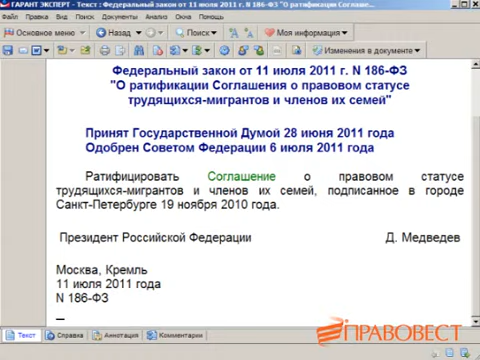 ГАРАНТ ЭКСПЕРТ - Текст : Федеральный закон от 11 июля 2011 г. N 186-ФЗ "О ратификации Соглаше...
Файл Правка Вид Поиск Документы Анализ Окна Помощь
Основное меню Назад Поиск Моя информация
Изменения в документе
Федеральный закон от 11 июля 2011 г. N 186-ФЗ
"О ратификации Соглашения о правовом статусе
трудящихся-мигрантов и членов их семей"
Принят Государственной Думой 28 июня 2011 года
Одобрен Советом Федерации 6 июля 2011 года
Ратифицировать Соглашение о правовом статусе
трудящихся-мигрантов и членов их семей, подписанное в городе
Санкт-Петербурге 19 ноября 2010 года.
Президент Российской Федерации Д. Медведев
Москва, Кремль
11 июля 2011 года
N 186-ФЗ
ПРАВОВЕСТ
Текст Справка Аннотация Комментарии